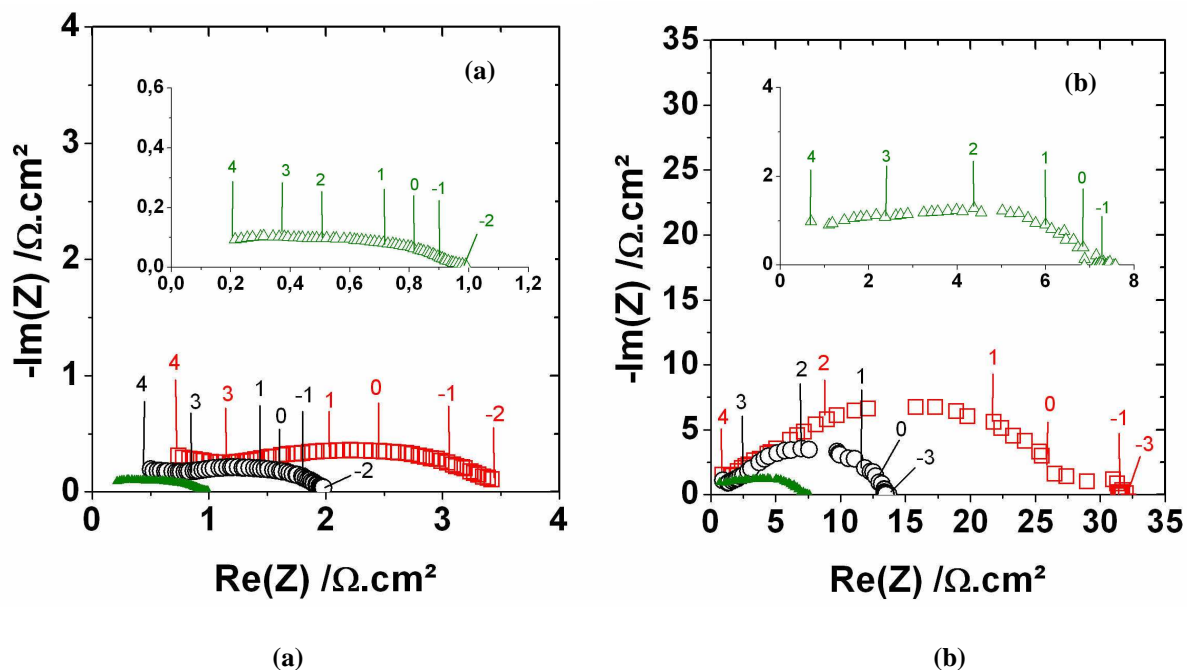 (a)
0,6
0,4
0,2
0,0
4 3 2 1 0 -1 -2
0,0 0,2 0,4 0,6 0,8 1,0 1,2
4
3
2
1
0
-Im(Z) /Ω.cm²
4 3 1 0 -1 -2
4 3 1 0 -1 -2
0 1 2 3 4
Re(Z) /Ω.cm²
(a)
(b)
4
2
0
4 3 2 1 0 -1
0 2 4 6 8
35
30
25
20
15
10
5
0
-Im(Z) /Ω.cm²
4 2 1 0 -1 -3
3 2 1 0 -3
0 5 10 15 20 25 30 35
Re(Z) /Ω.cm²
(b)